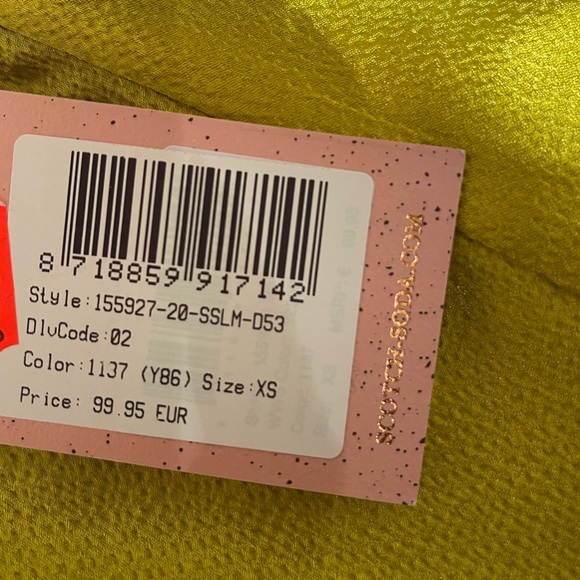 8 718859 917142
Style:155927-20-SSLM-D53
DlvCode:02
Color:1137 (Y86) Size:XS
Price: 99.95 EUR
SCOTCH-SODA.COM